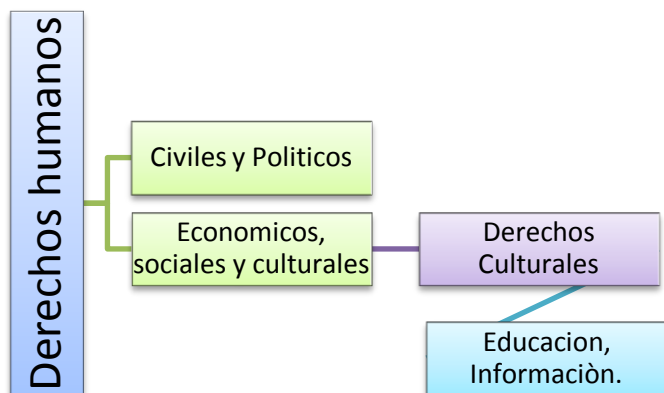 Derechos humanos
Civiles y Politicos
Economicos,
sociales y culturales
Derechos
Culturales
Educacion,
Informaciòn.